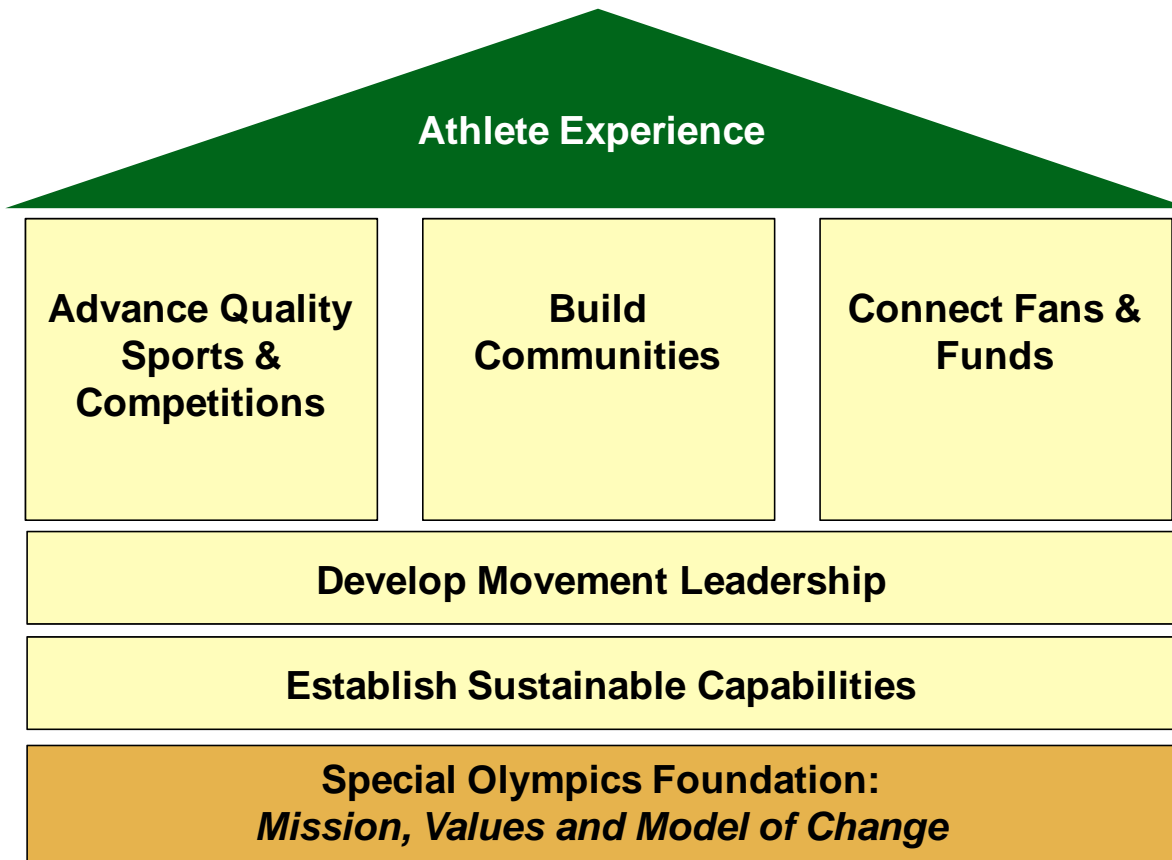 Athlete Experience
Advance Quality
Sports &
Competitions
Build
Communities
Connect Fans &
Funds
Develop Movement Leadership
Establish Sustainable Capabilities
Special Olympics Foundation:
Mission, Values and Model of Change